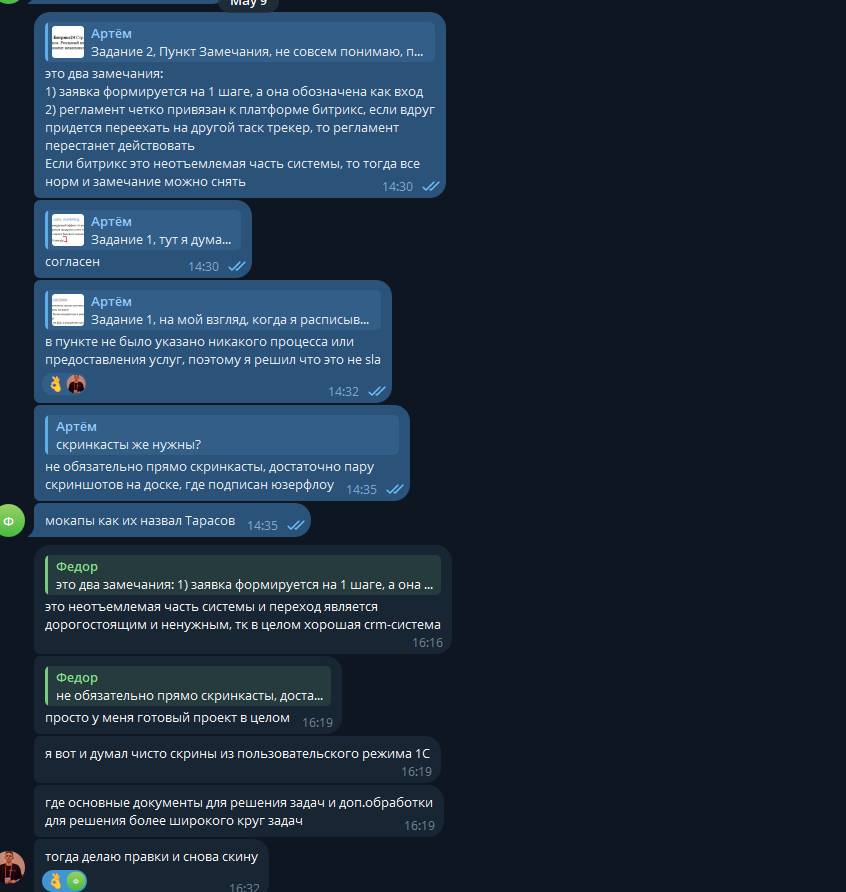 May 9
Артём
Задание 2, Пункт Замечания, не совсем понимаю, п...
это два замечания:
1) заявка формируется на 1 шаге, а она обозначена как вход
2) регламент четко привязан к платформе битрикс, если вдруг
придется переехать на другой таск трекер, то регламент
перестанет действовать
Если битрикс это неотъемлемая часть системы, то тогда все
норм и замечание можно снять
14:30
Артём
Задание 1, тут я дума...
согласен
14:30
Артём
Задание 1, на мой взгляд, когда я расписыв...
в пункте не было указано никакого процесса или
предоставления услуг, поэтому я решил что это не sla
14:32
Артём
скринкасты же нужны?
не обязательно прямо скринкасты, достаточно пару
скриншотов на доске, где подписан юзерфлоу
14:35
Ф
мокапы как их назвал Тарасов
14:35
Федор
это два замечания: 1) заявка формируется на 1 шаге, а она ...
это неотъемлемая часть системы и переход является
дорогостоящим и ненужным, тк в целом хорошая crm-система
16:16
Федор
не обязательно прямо скринкасты, доста...
просто у меня готовый проект в целом
16:19
я вот и думал чисто скрины из пользовательского режима 1С
16:19
где основные документы для решения задач и доп.обработки
для решения более широкого круг задач
16:19
тогда делаю правки и снова скину
16:32